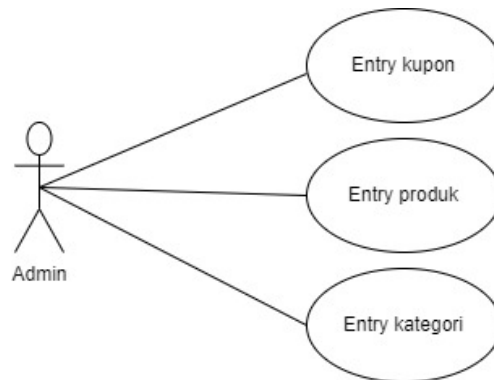 Entry kupon
Entry produk
Admin
Entry kategori